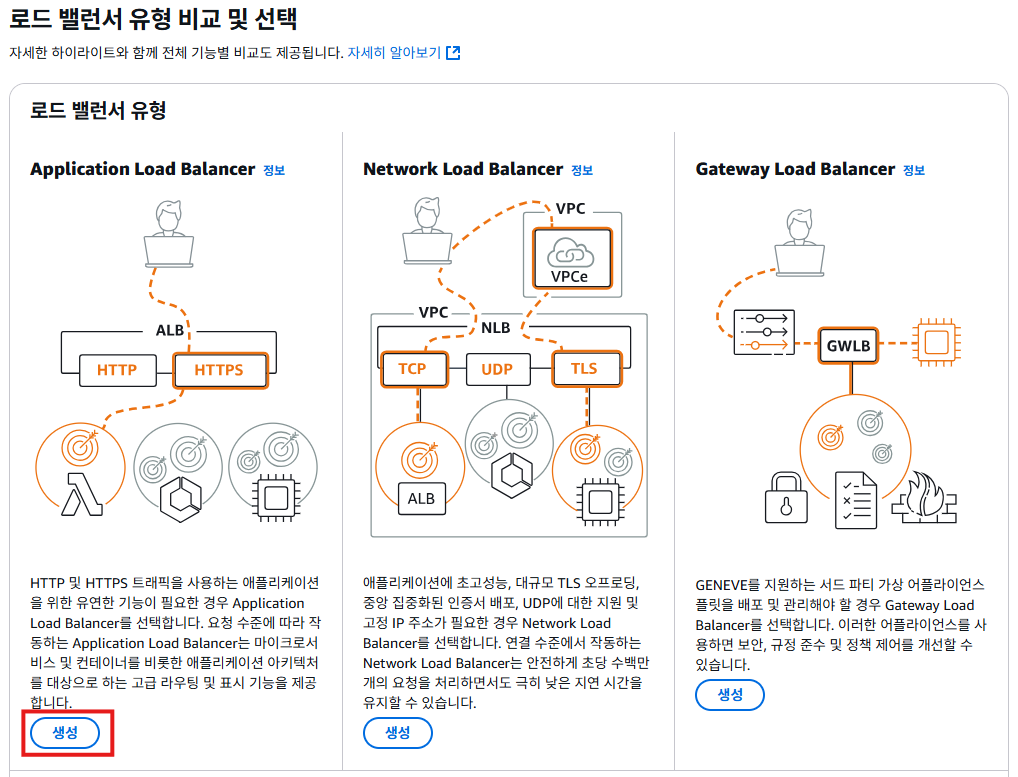 로드 밸런서 유형 비교 및 선택
자세한 하이라이트와 함께 전체 기능별 비교도 제공됩니다. 자세히 알아보기
로드 밸런서 유형
Application Load Balancer 정보
ALB
HTTP
HTTPS
HTTP 및 HTTPS 트래픽을 사용하는 애플리케이션
을 위한 유연한 기능이 필요한 경우 Application
Load Balancer를 선택합니다. 요청 수준에 따라 작
동하는 Application Load Balancer는 마이크로서
비스 및 컨테이너를 비롯한 애플리케이션 아키텍처
를 대상으로 하는 고급 라우팅 및 표시 기능을 제공
합니다.
생성
Network Load Balancer 정보
VPC
VPCe
VPC
NLB
TCP
UDP
TLS
ALB
애플리케이션에 초고성능, 대규모 TLS 오프로딩,
중앙 집중화된 인증서 배포, UDP에 대한 지원 및
고정 IP 주소가 필요한 경우 Network Load
Balancer를 선택합니다. 연결 수준에서 작동하는
Network Load Balancer는 안전하게 초당 수백만
개의 요청을 처리하면서도 극히 낮은 지연 시간을
유지할 수 있습니다.
생성
Gateway Load Balancer 정보
GWLB
GENEVE를 지원하는 서드 파티 가상 어플라이언스
플릿을 배포 및 관리해야 할 경우 Gateway Load
Balancer를 선택합니다. 이러한 어플라이언스를 사
용하면 보안, 규정 준수 및 정책 제어를 개선할 수
있습니다.
생성